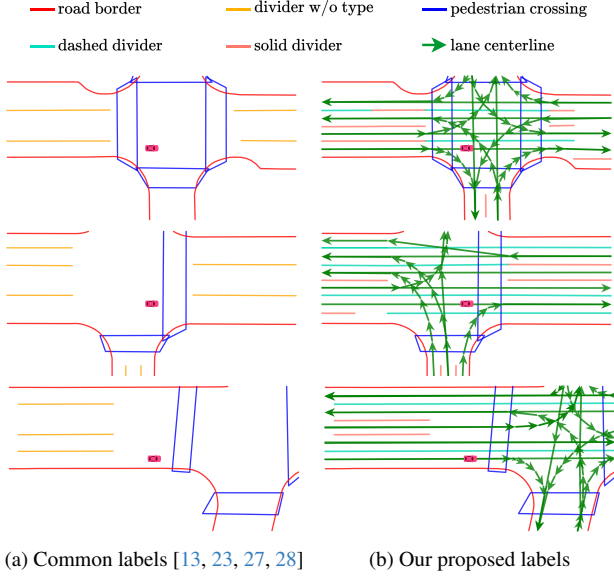 road border divider w/o type pedestrian crossing
dashed divider solid divider lane centerline
(a) Common labels [13, 23, 27, 28] (b) Our proposed labels